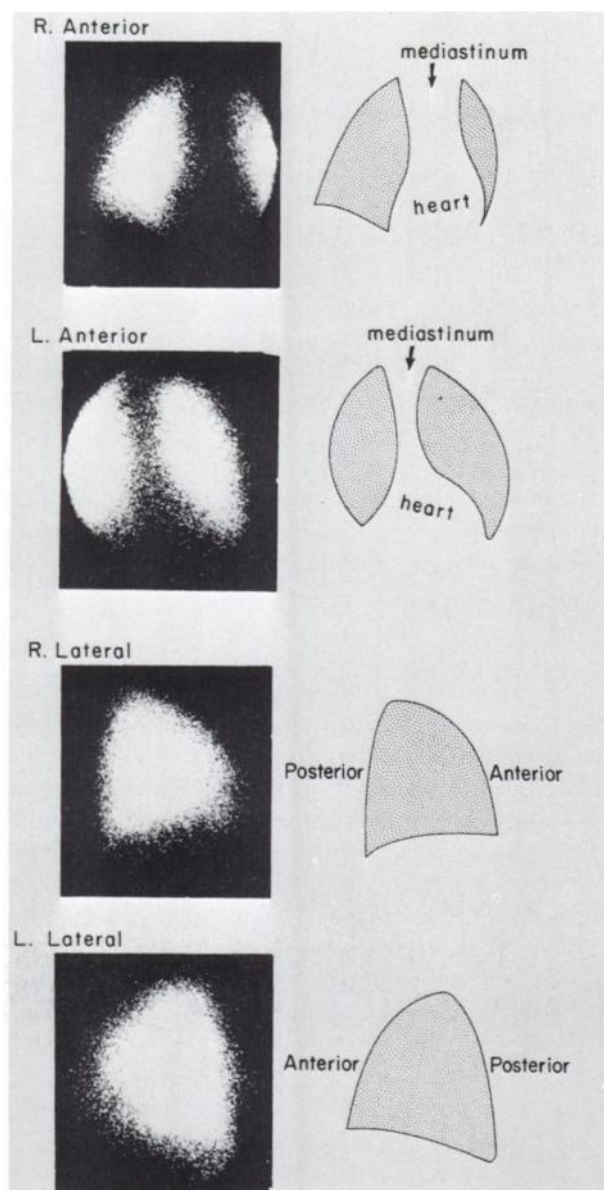 R. Anterior
mediastinum
heart
L. Anterior
mediastinum
heart
R. Lateral
Posterior
Anterior
L. Lateral
Anterior
Posterior